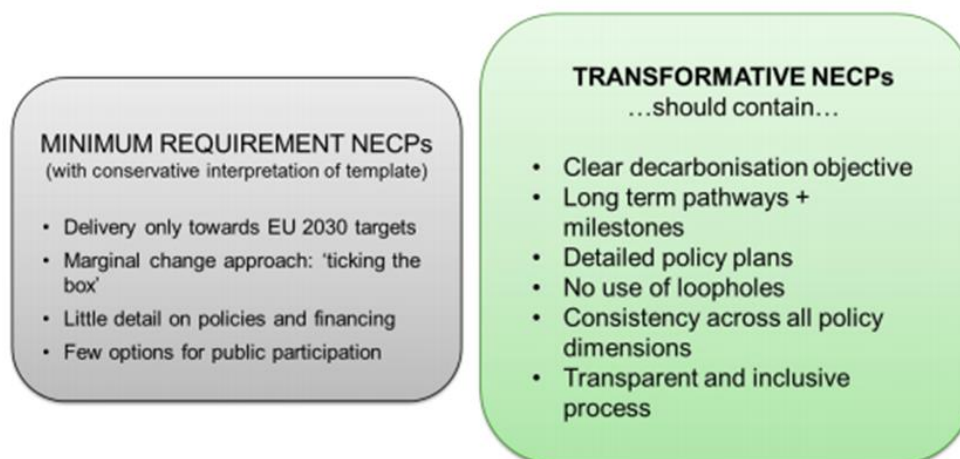 MINIMUM REQUIREMENT NECPs
(with conservative interpretation of template)
• Delivery only towards EU 2030 targets
• Marginal change approach: ‘ticking the
box’
• Little detail on policies and financing
• Few options for public participation
TRANSFORMATIVE NECPs
...should contain...
• Clear decarbonisation objective
• Long term pathways +
milestones
• Detailed policy plans
• No use of loopholes
• Consistency across all policy
dimensions
• Transparent and inclusive
process